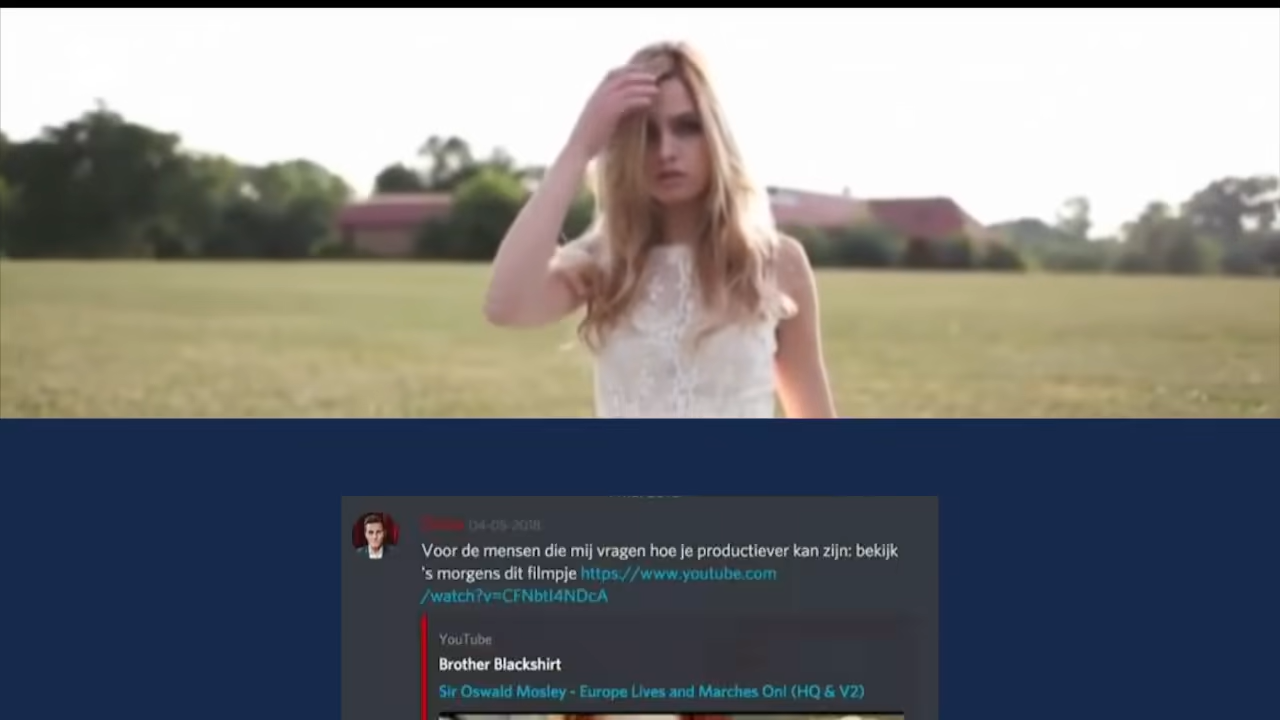 04-05-2018
Voor de mensen die mij vragen hoe je productiever kan zijn: bekijk
's morgens dit filmpje https://www.youtube.com
/watch?v=CFNbtI4NDcA
YouTube
Brother Blackshirt
Sir Oswald Mosley - Europe Lives and Marches On! (HQ & V2)